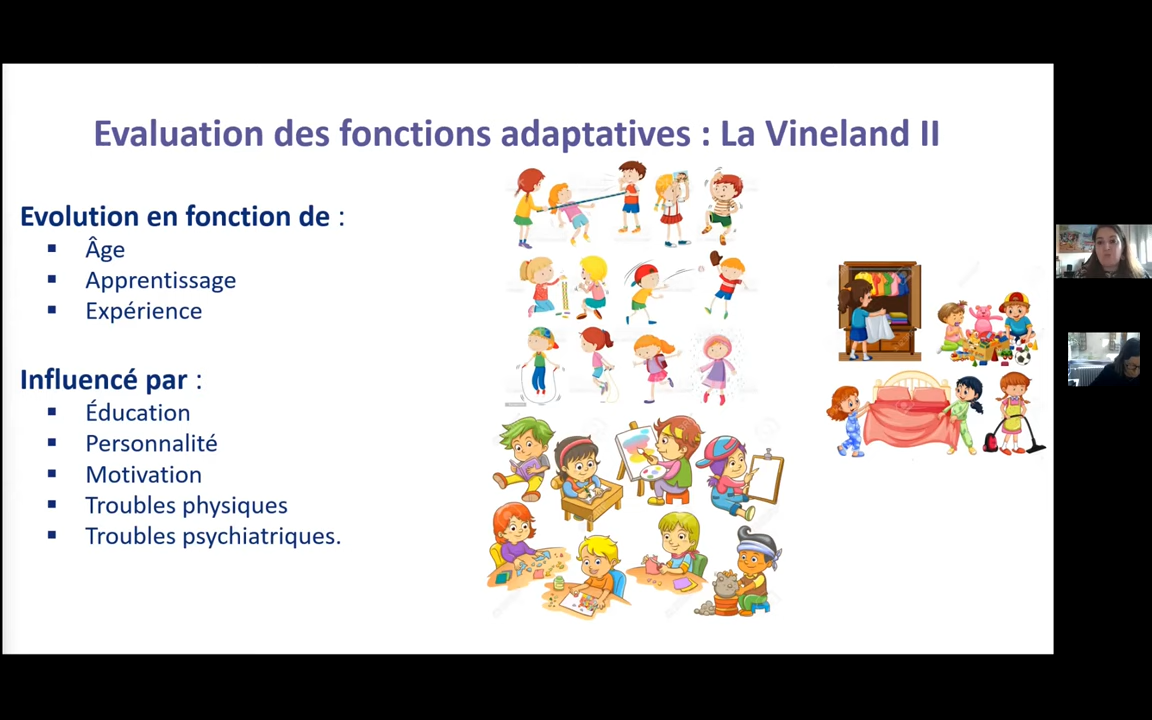 Evaluation des fonctions adaptatives : La Vineland II
Evolution en fonction de :
▪ Âge
▪ Apprentissage
▪ Expérience
Influencé par :
▪ Éducation
▪ Personnalité
▪ Motivation
▪ Troubles physiques
▪ Troubles psychiatriques.